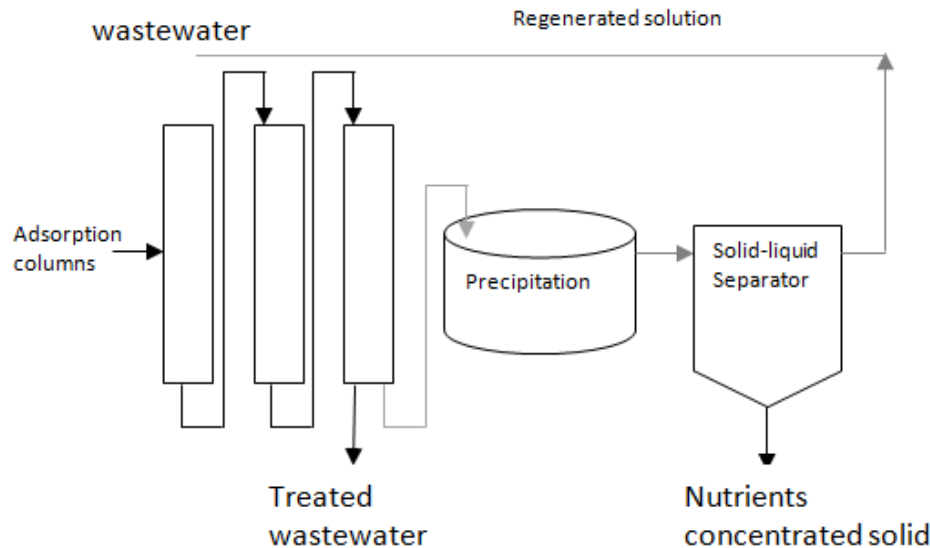 Regenerated solution
wastewater
Adsorption
columns
Precipitation
Solid-liquid
Separator
Treated
wastewater
Nutrients
concentrated solid